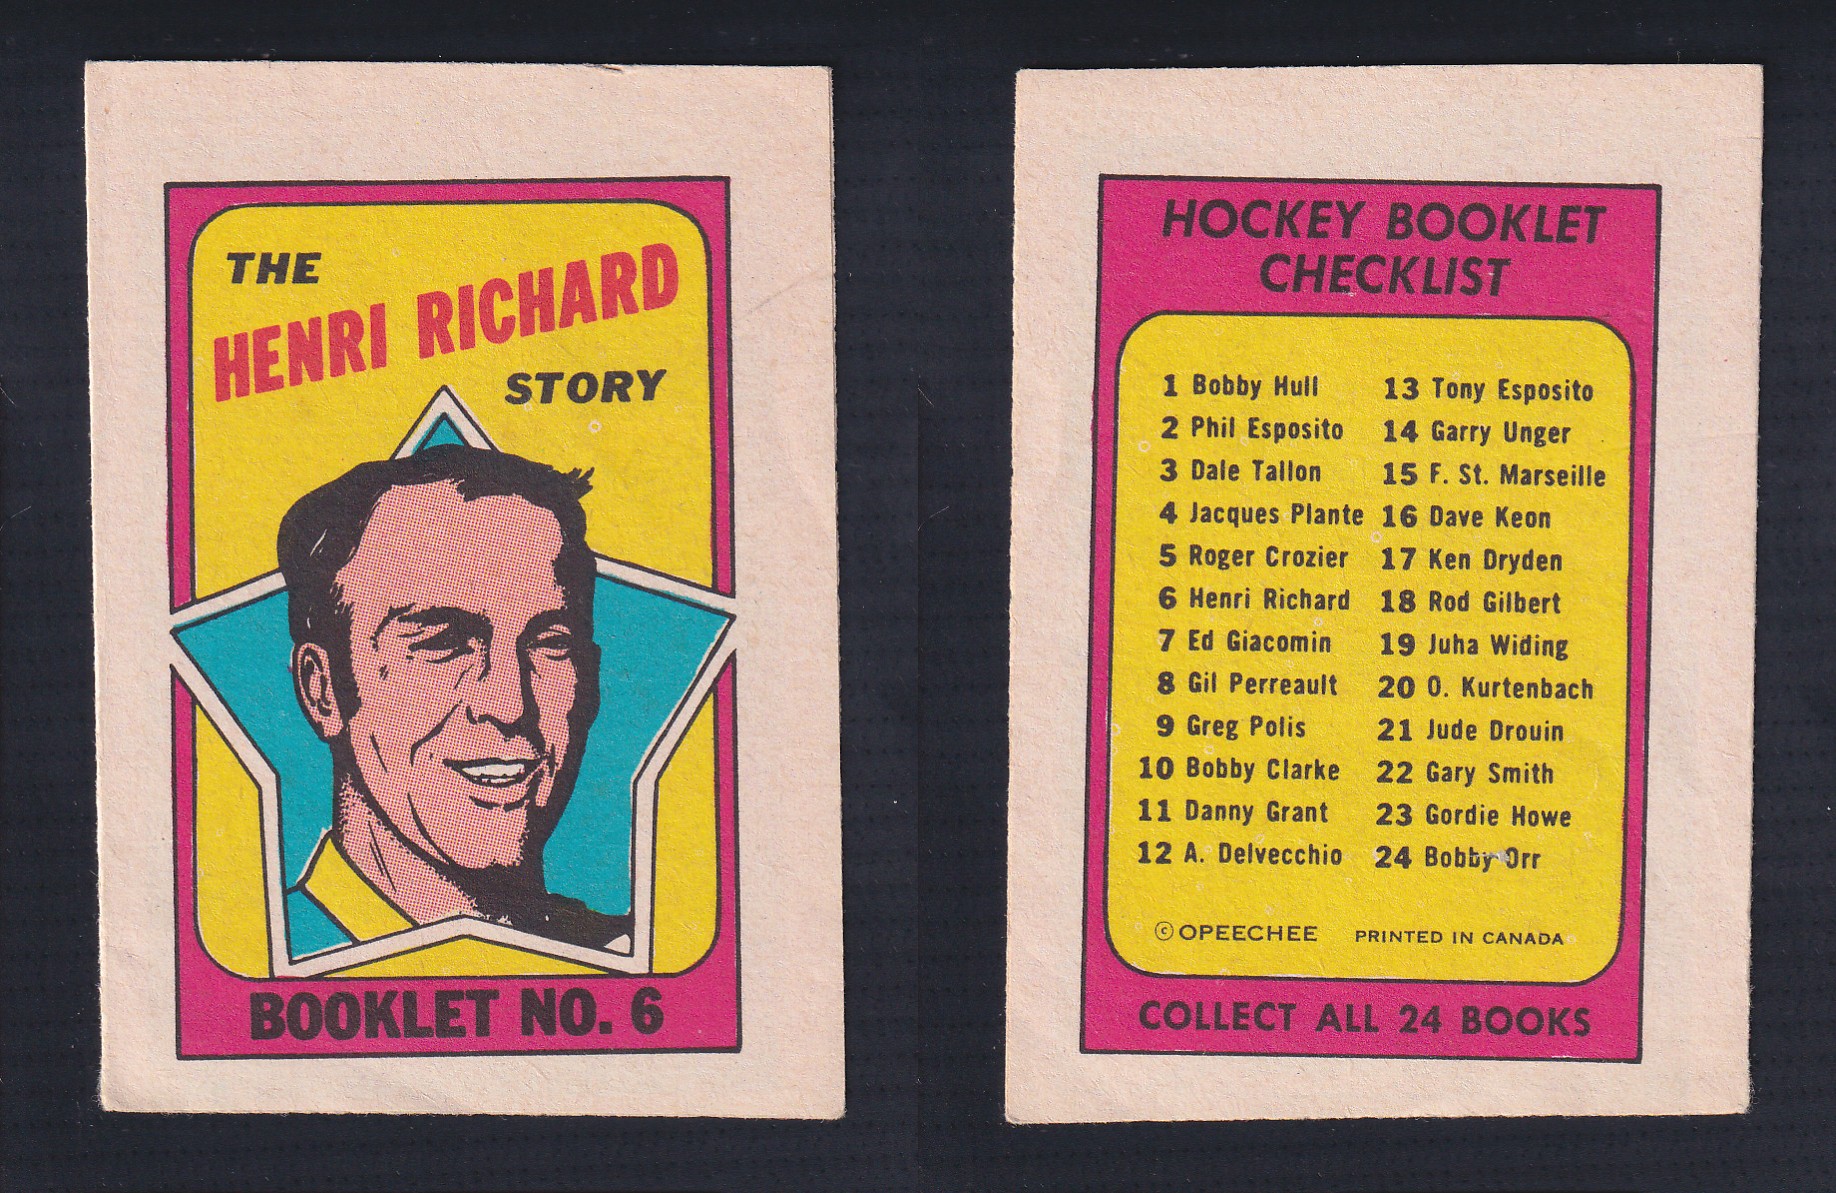 THE
HENRI RICHARD
STORY
BOOKLET NO. 6
HOCKEY BOOKLET
CHECKLIST
1 Bobby Hull
2 Phil Esposito
3 Dale Tallon
4 Jacques Plante
5 Roger Crozier
6 Henri Richard
7 Ed Giacomin
8 Gil Perreault
9 Greg Polis
10 Bobby Clarke
11 Danny Grant
12 A. Delvecchio
13 Tony Esposito
14 Garry Unger
15 F. St. Marseille
16 Dave Keon
17 Ken Dryden
18 Rod Gilbert
19 Juha Widing
20 O. Kurtenbach
21 Jude Drouin
22 Gary Smith
23 Gordie Howe
24 Bobby Orr
© OPEECHEE PRINTED IN CANADA
COLLECT ALL 24 BOOKS